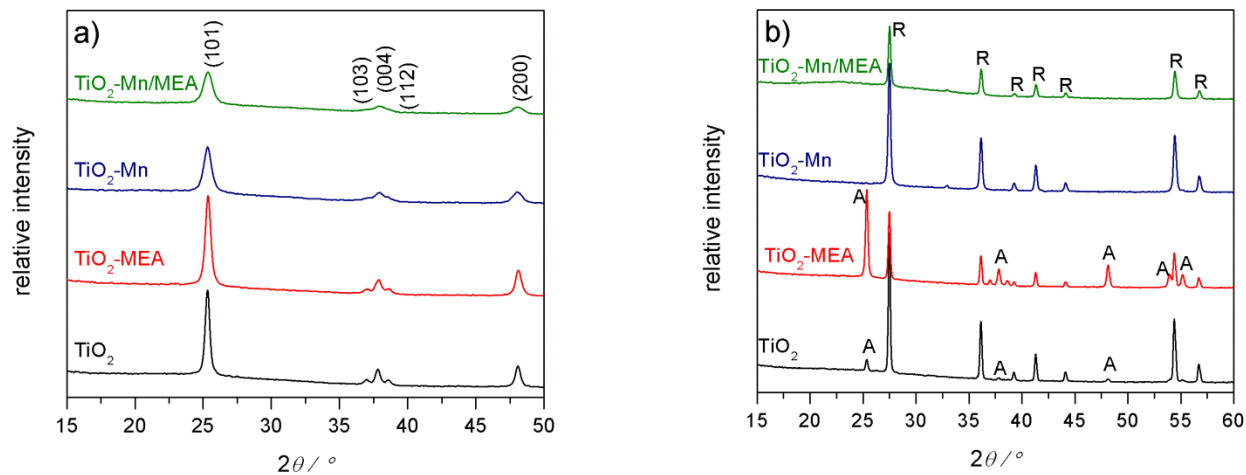 a)
(101)
(103)
(004)
(112)
(200)
TiO2-Mn/MEA
TiO2-Mn
TiO2-MEA
TiO2
relative intensity
15 20 25 30 35 40 45 50
2θ / °
b)
R
R
R
R
R
R
R
TiO2-Mn/MEA
TiO2-Mn
A
TiO2-MEA
A
A
A
A
TiO2
A
A
A
relative intensity
15 20 25 30 35 40 45 50 55 60
2θ / °